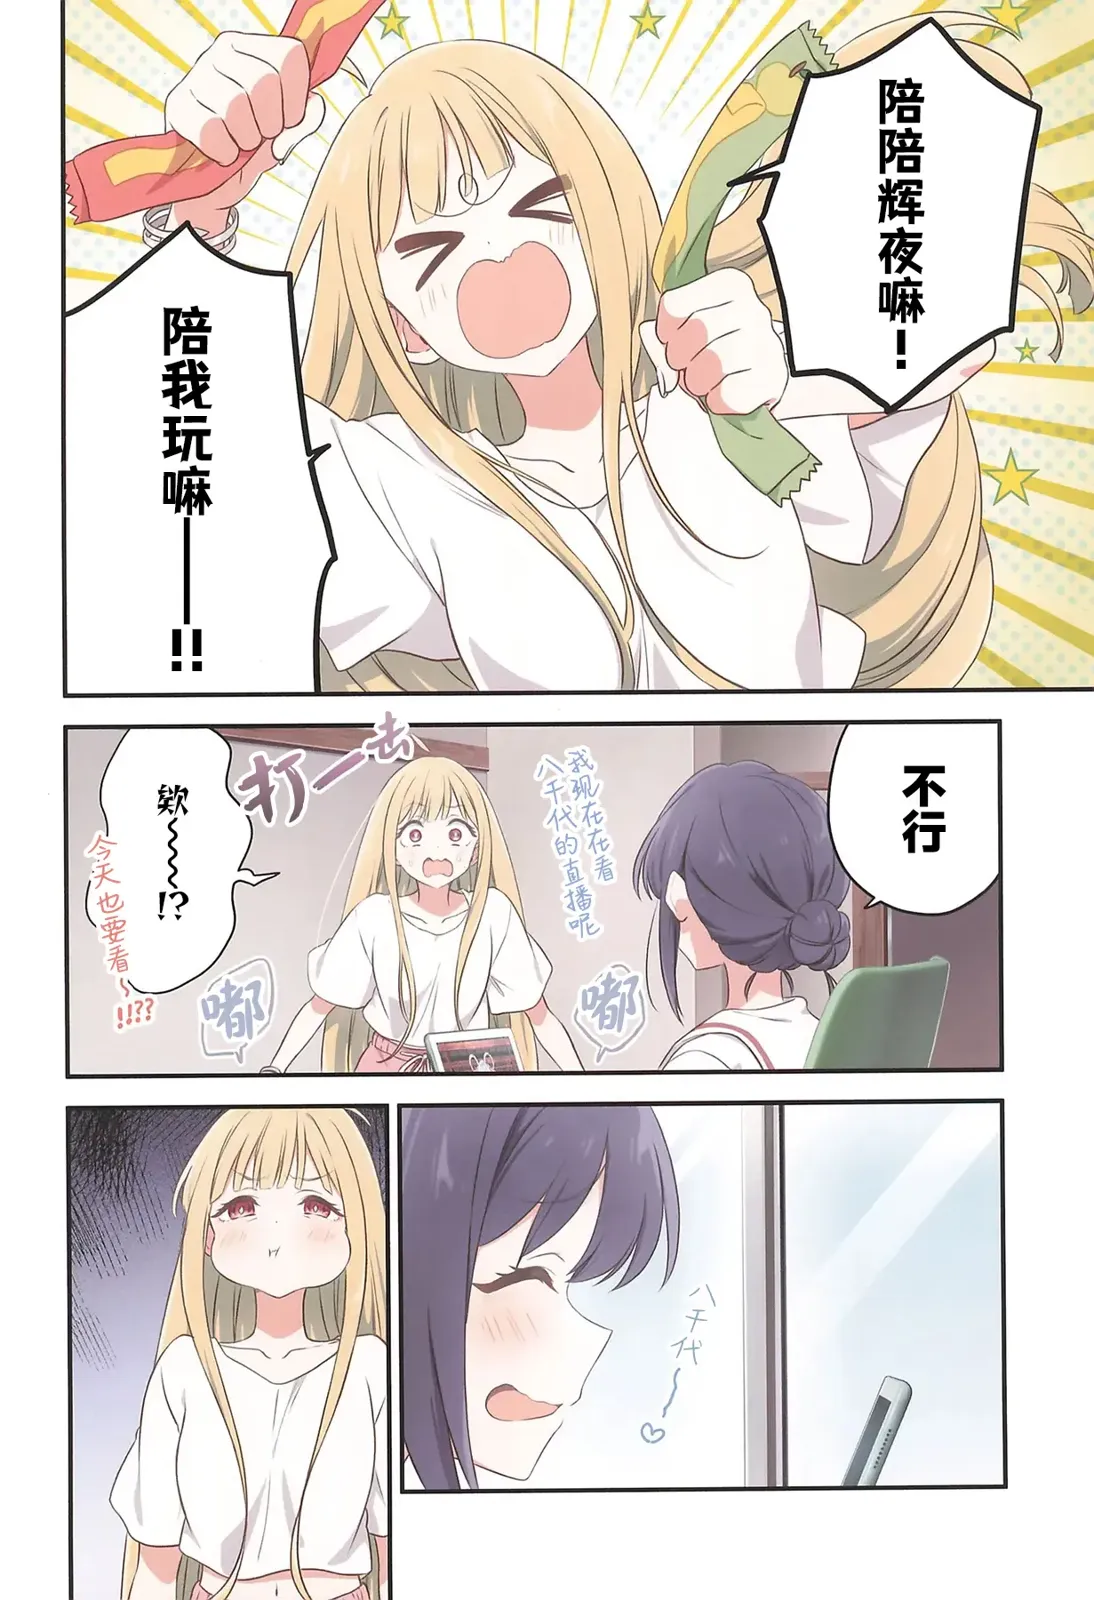 陪陪辉夜嘛！
陪我玩嘛——!!
不行
我现在在看
八千代的直播呢
打一击
欸～～～!?
今天也要看～!!??
嘟
嘟
八千代～♡